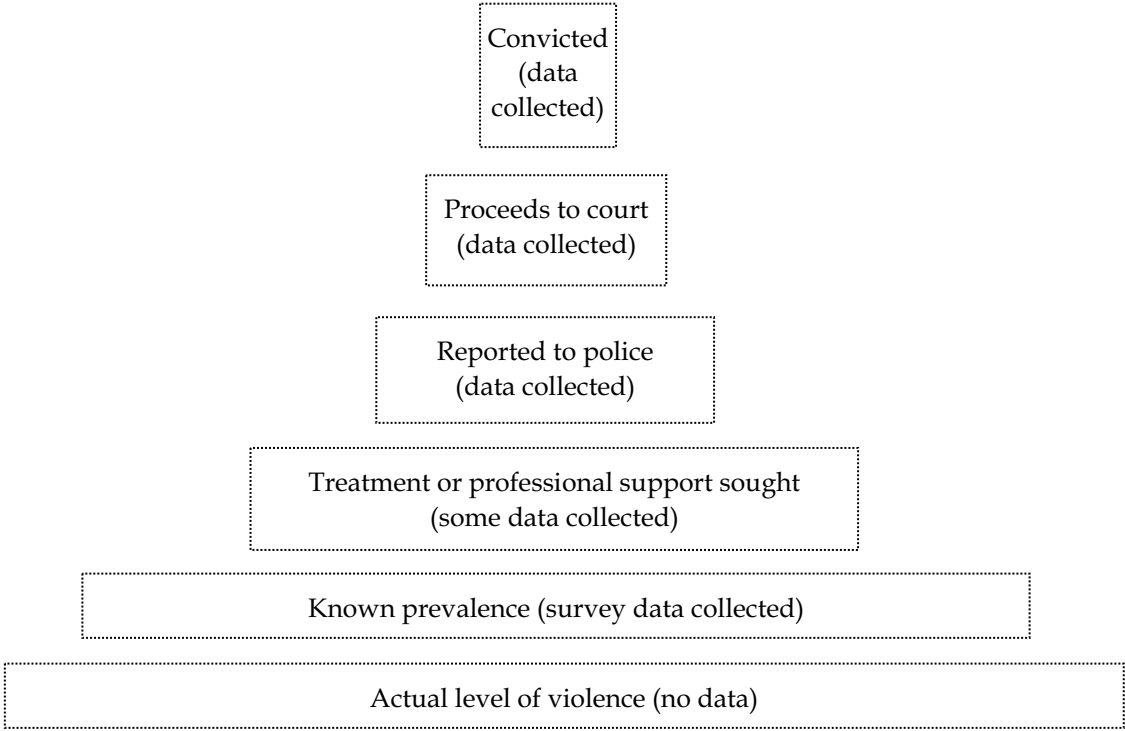 Convicted
(data
collected)
Proceeds to court
(data collected)
Reported to police
(data collected)
Treatment or professional support sought
(some data collected)
Known prevalence (survey data collected)
Actual level of violence (no data)